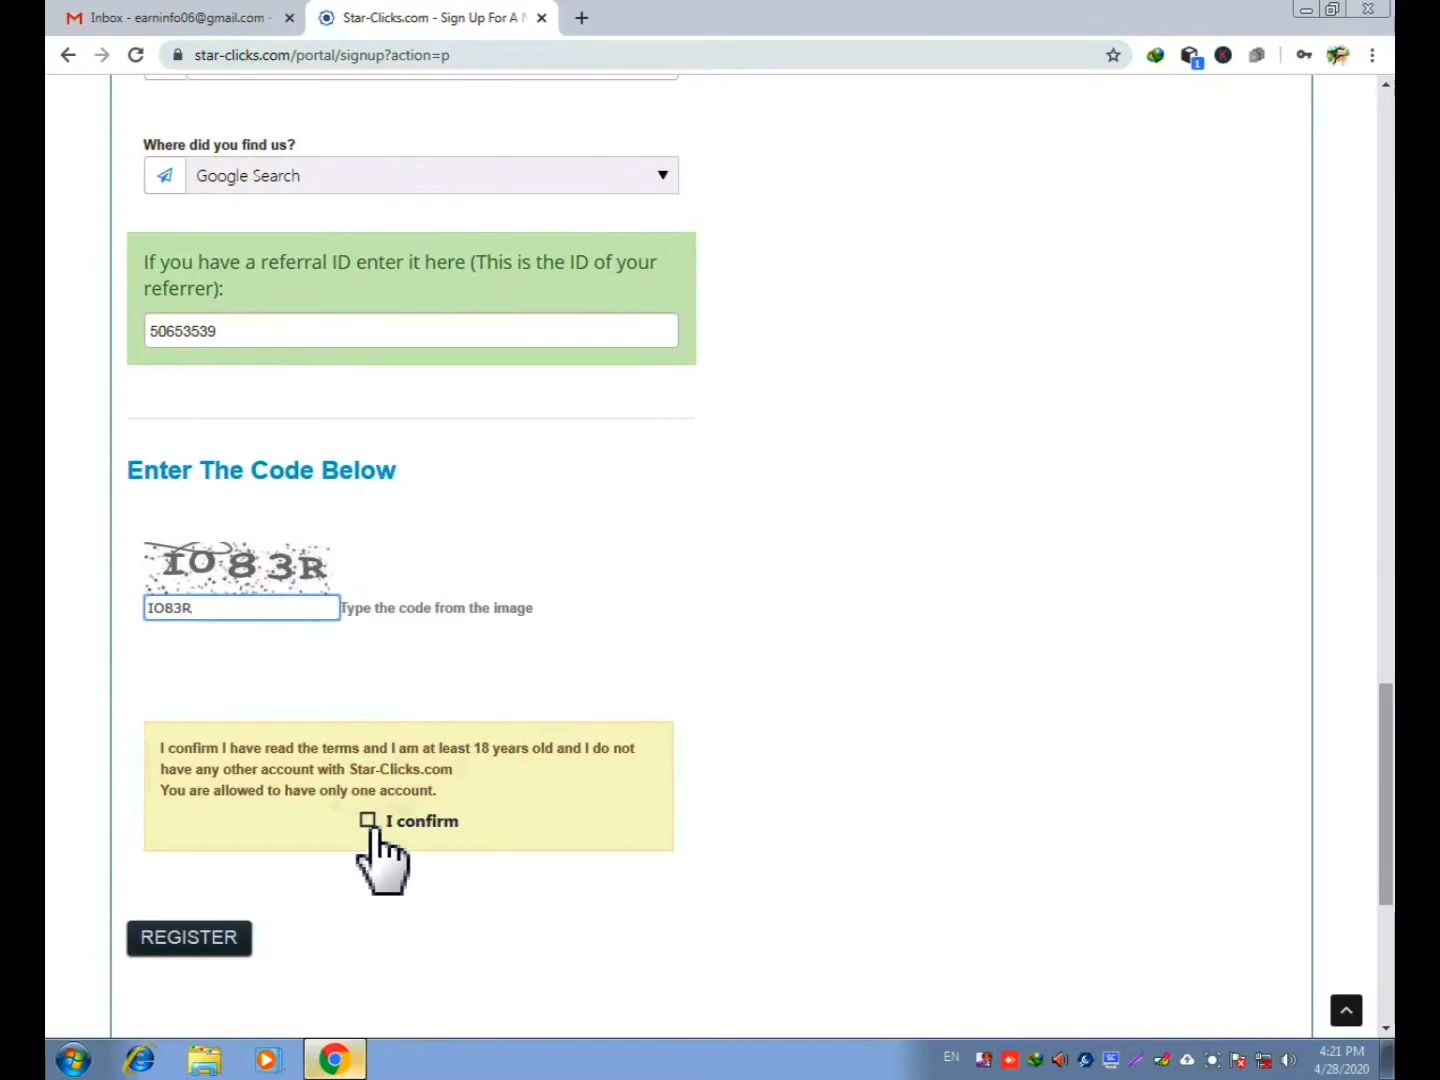 Inbox - earninfo06@gmail.com -
Star-Clicks.com - Sign Up For A N
star-clicks.com/portal/signup?action=p
1
Where did you find us?
Google Search
If you have a referral ID enter it here (This is the ID of your
referrer):
50653539
Enter The Code Below
IO83R
IO83R
Type the code from the image
I confirm I have read the terms and I am at least 18 years old and I do not
have any other account with Star-Clicks.com
You are allowed to have only one account.
I confirm
REGISTER
EN
4:21 PM
4/28/2020